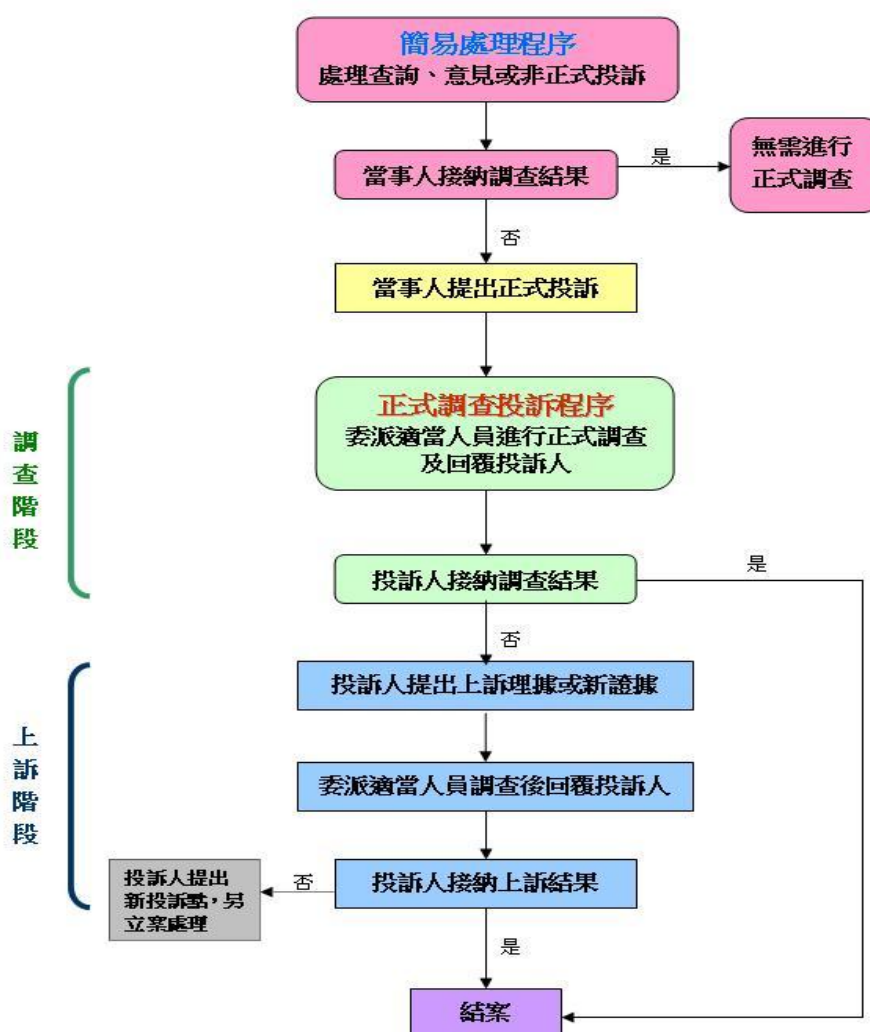 簡易處理程序
處理查詢、意見或非正式投訴
當事人接納調查結果
是
無需進行
正式調查
否
當事人提出正式投訴
調查階段
正式調查投訴程序
委派適當人員進行正式調查
及回覆投訴人
投訴人接納調查結果
是
否
上訴階段
投訴人提出上訴理據或新證據
委派適當人員調查後回覆投訴人
投訴人接納上訴結果
否
投訴人提出
新投訴點，另
立案處理
是
結案